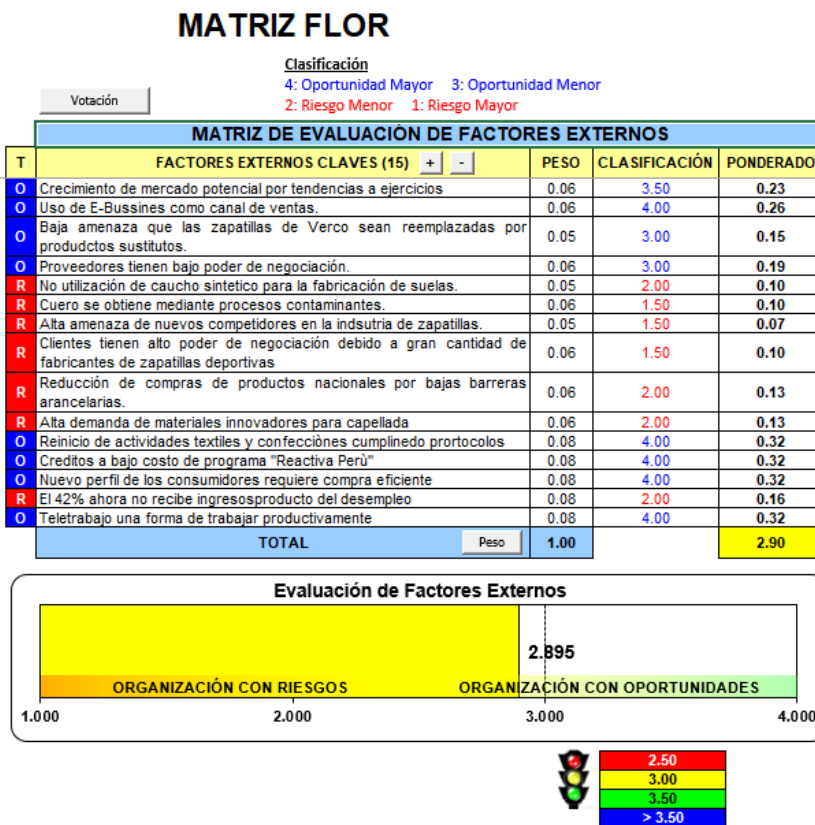 MATRIZ FLOR
Clasificación
4: Oportunidad Mayor 3: Oportunidad Menor
Votación
2: Riesgo Menor 1: Riesgo Mayor
MATRIZ DE EVALUACIÓN DE FACTORES EXTERNOS
T FACTORES EXTERNOS CLAVES (15) + - PESO CLASIFICACIÓN PONDERADO
O Crecimiento de mercado potencial por tendencias a ejercicios 0.06 3.50 0.23
O Uso de E-Bussines como canal de ventas. 0.06 4.00 0.26
O Baja amenaza que las zapatillas de Verco sean reemplazadas por
produdctos sustitutos. 0.05 3.00 0.15
O Proveedores tienen bajo poder de negociación. 0.06 3.00 0.19
R No utilización de caucho sintetico para la fabricación de suelas. 0.05 2.00 0.10
R Cuero se obtiene mediante procesos contaminantes. 0.06 1.50 0.10
R Alta amenaza de nuevos competidores en la indsutria de zapatillas. 0.05 1.50 0.07
R Clientes tienen alto poder de negociación debido a gran cantidad de
fabricantes de zapatillas deportivas 0.06 1.50 0.10
R Reducción de compras de productos nacionales por bajas barreras
arancelarias. 0.06 2.00 0.13
R Alta demanda de materiales innovadores para capellada 0.06 2.00 0.13
O Reinicio de actividades textiles y confecciònes cumplinedo prortocolos 0.08 4.00 0.32
O Creditos a bajo costo de programa "Reactiva Perù" 0.08 4.00 0.32
O Nuevo perfil de los consumidores requiere compra eficiente 0.08 4.00 0.32
R El 42% ahora no recibe ingresosproducto del desempleo 0.08 2.00 0.16
O Teletrabajo una forma de trabajar productivamente 0.08 4.00 0.32
TOTAL Peso 1.00 2.90
Evaluación de Factores Externos
2.895
ORGANIZACIÓN CON RIESGOS ORGANIZACIÓN CON OPORTUNIDADES
1.000 2.000 3.000 4.000
2.50
3.00
3.50
> 3.50